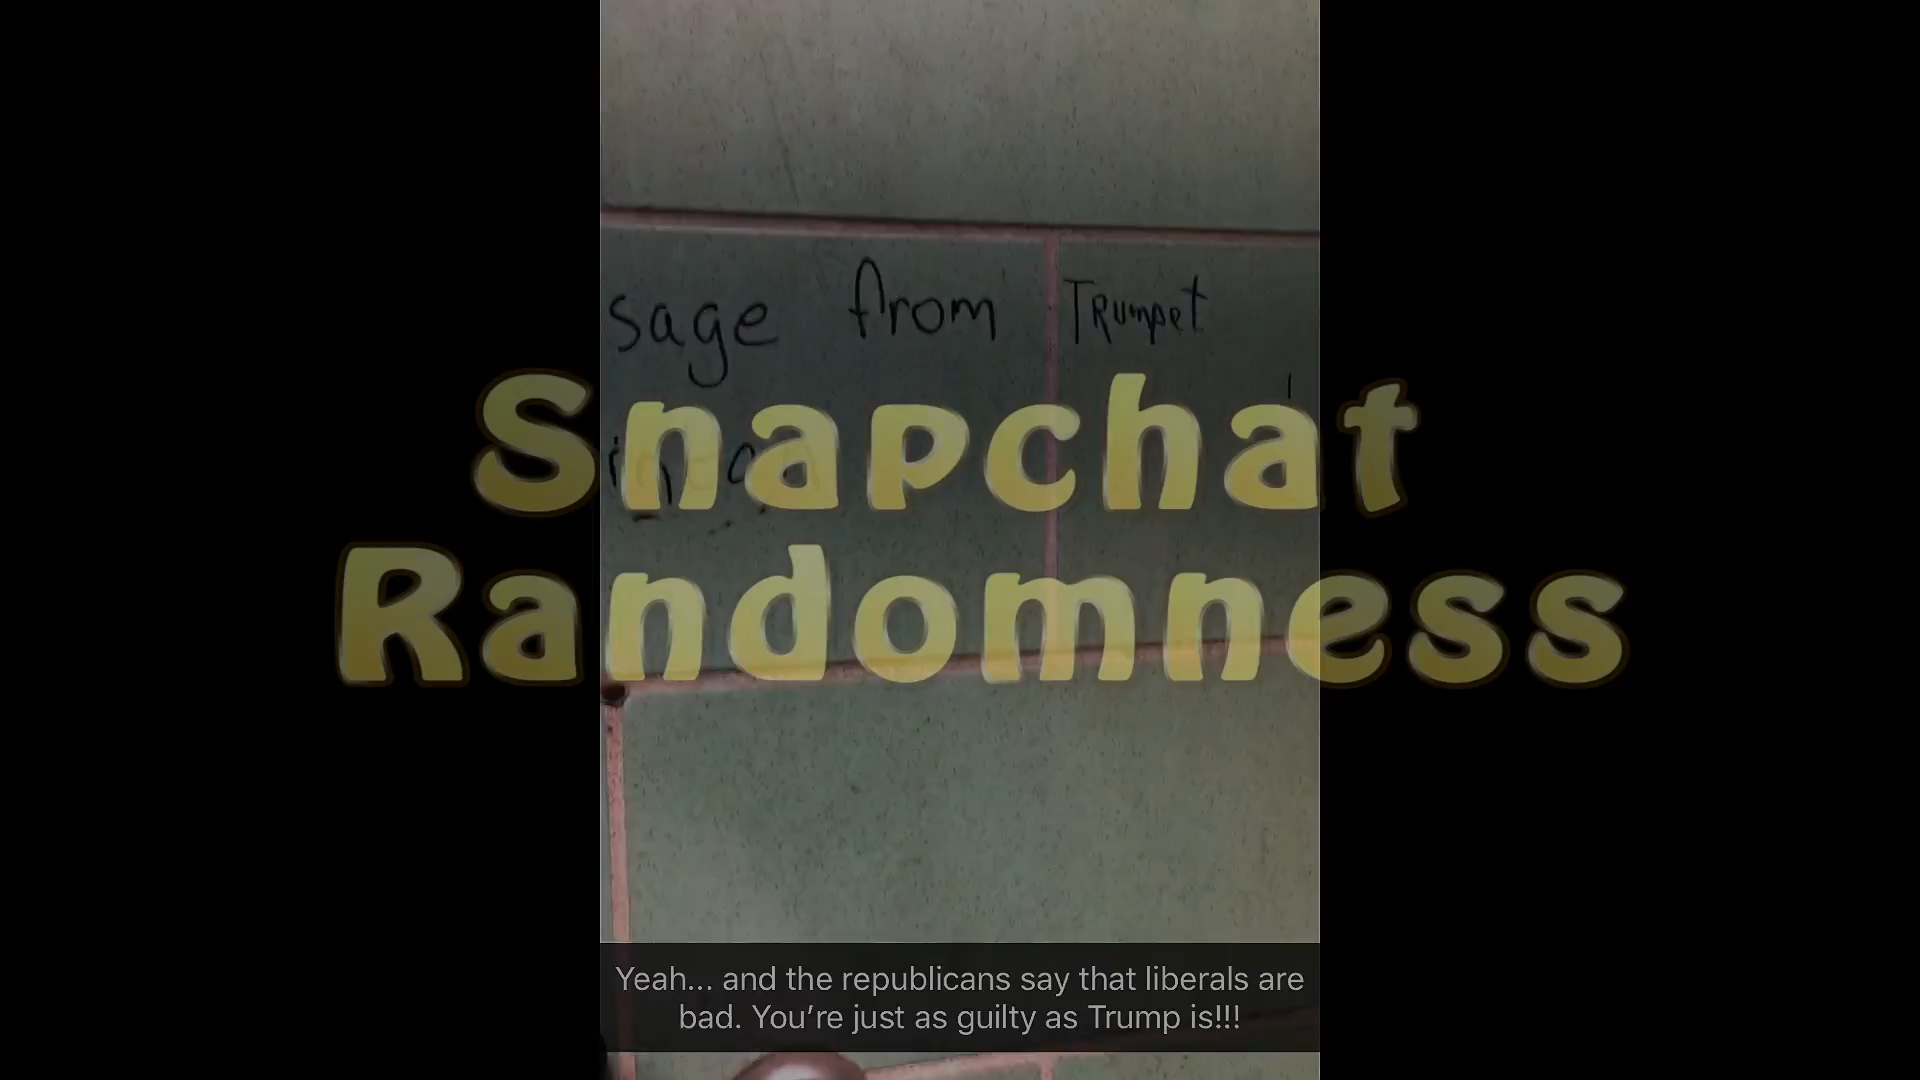 sage from Trumpet
Snapchat
Randomness
Yeah... and the republicans say that liberals are
bad. You're just as guilty as Trump is!!!